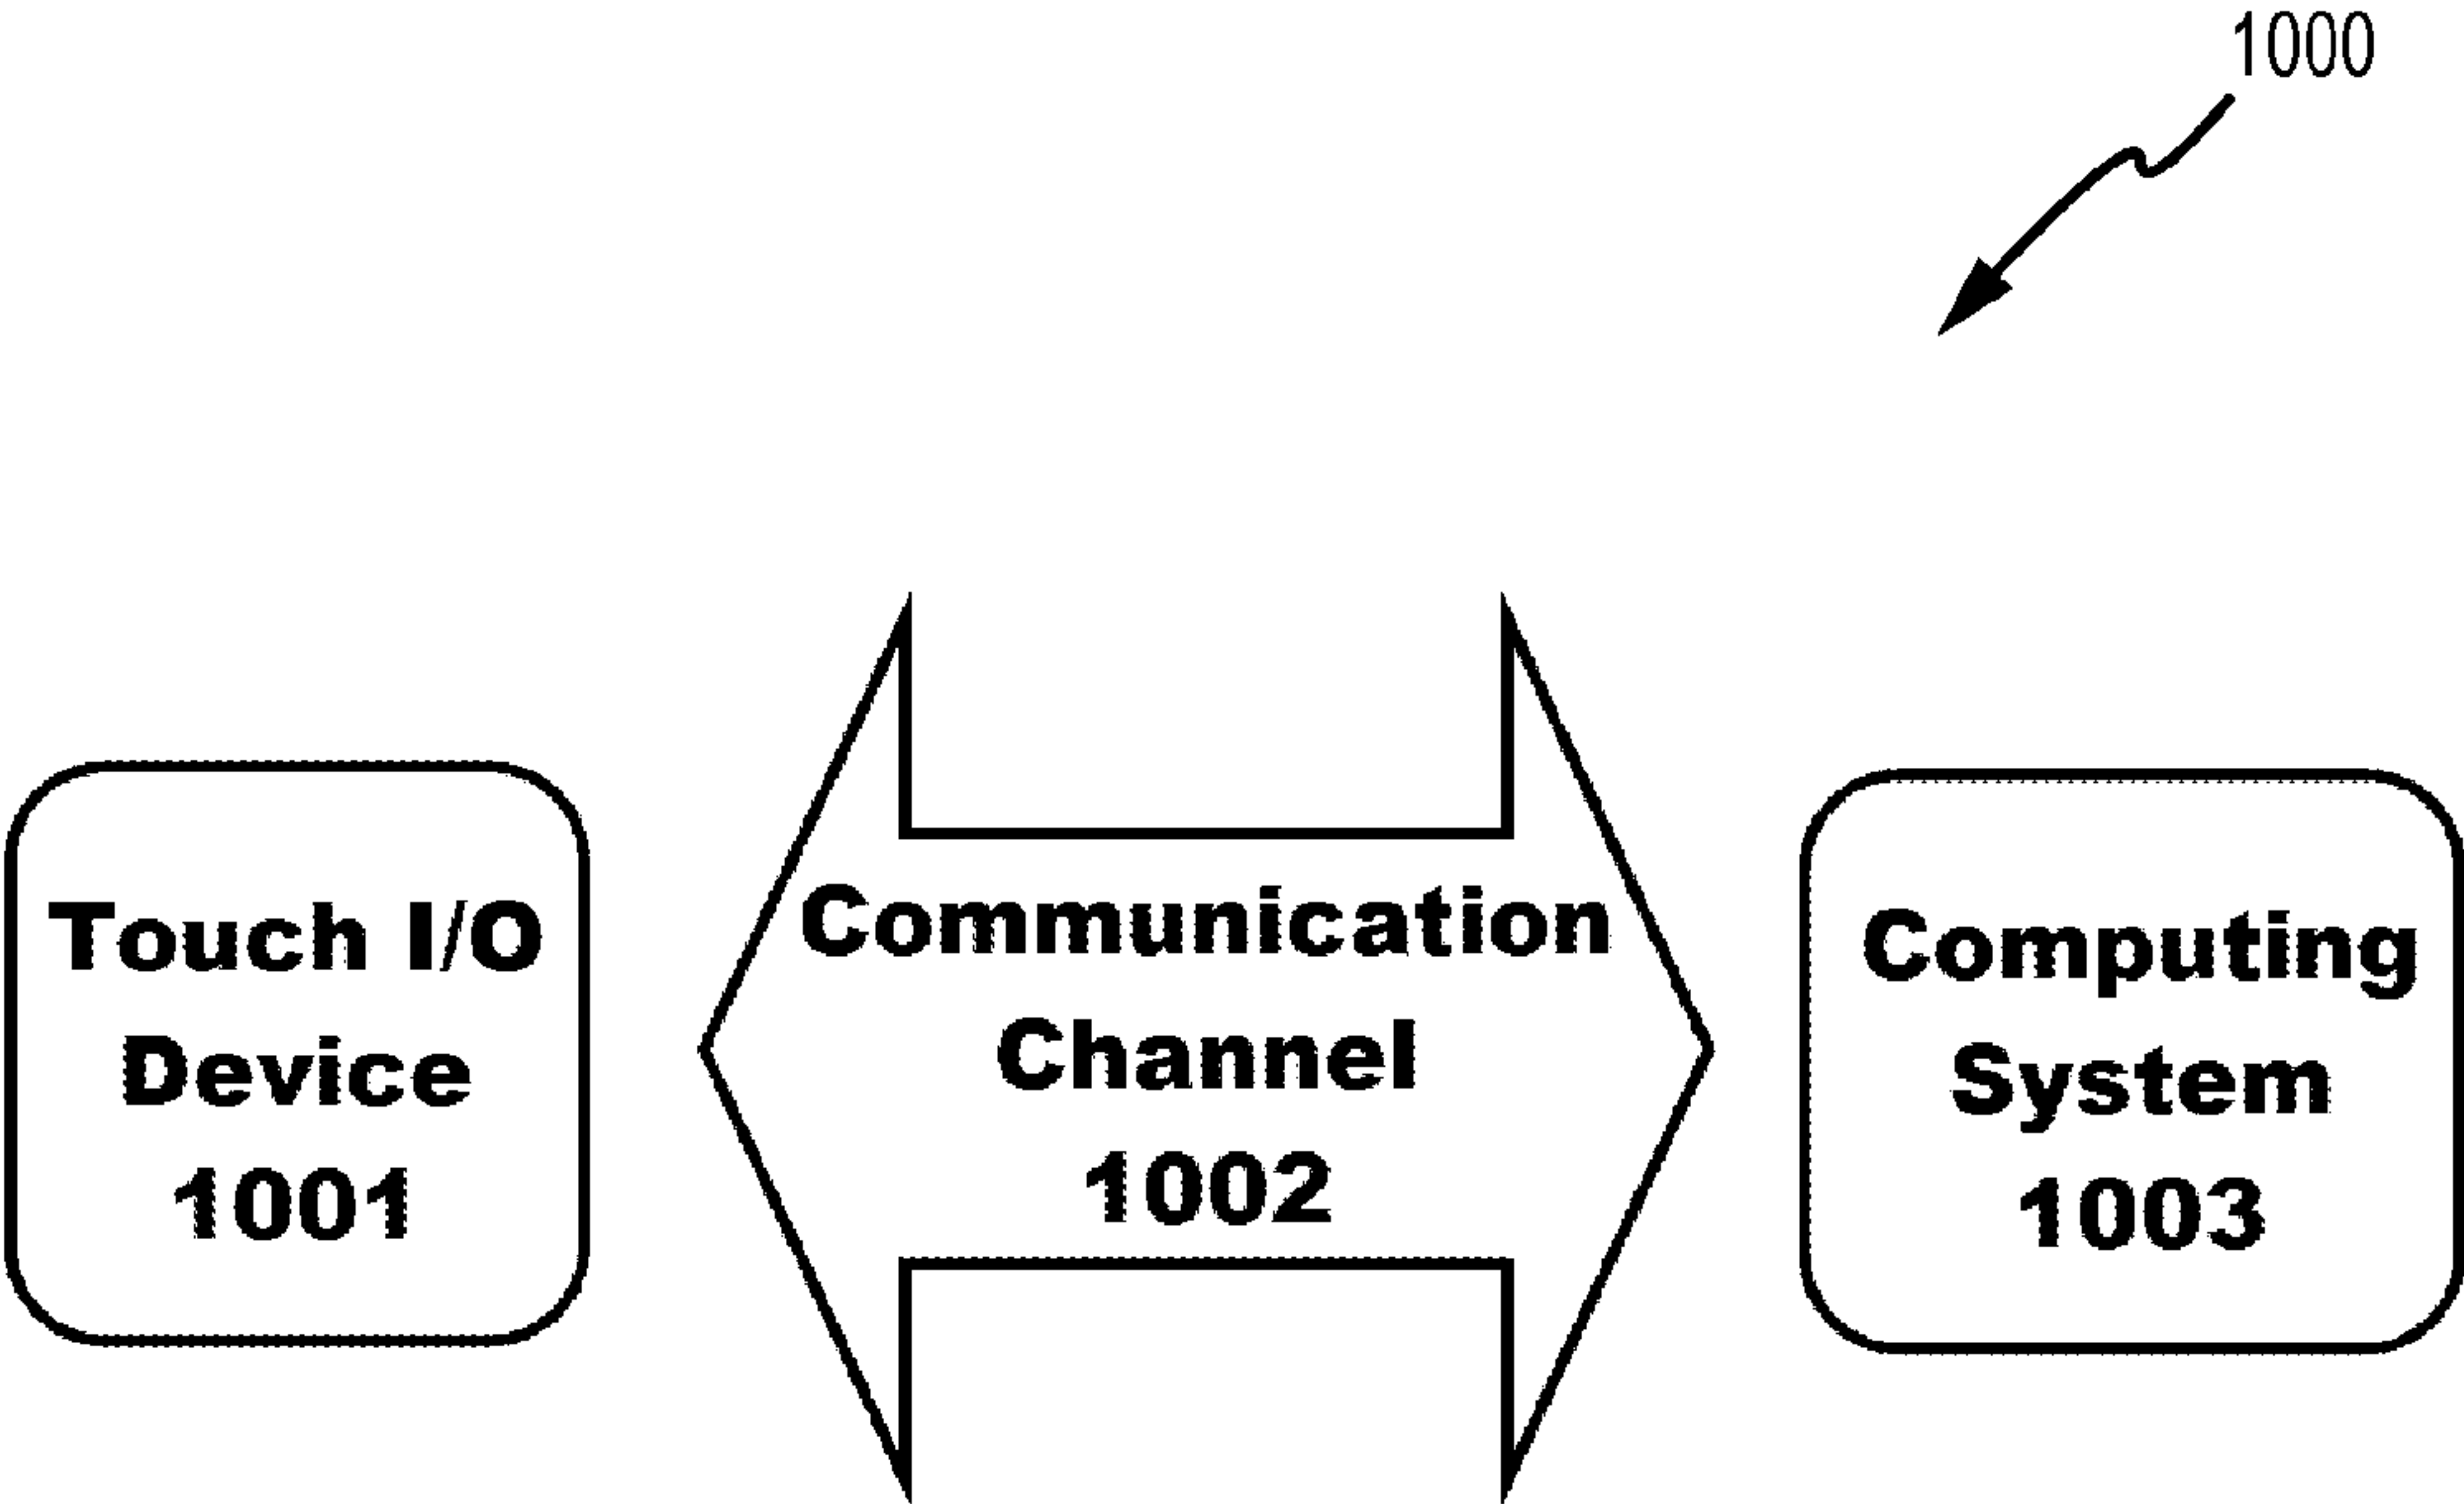 1000
Touch I/O
Device
1001
Communication
Channel
1002
Computing
System
1003